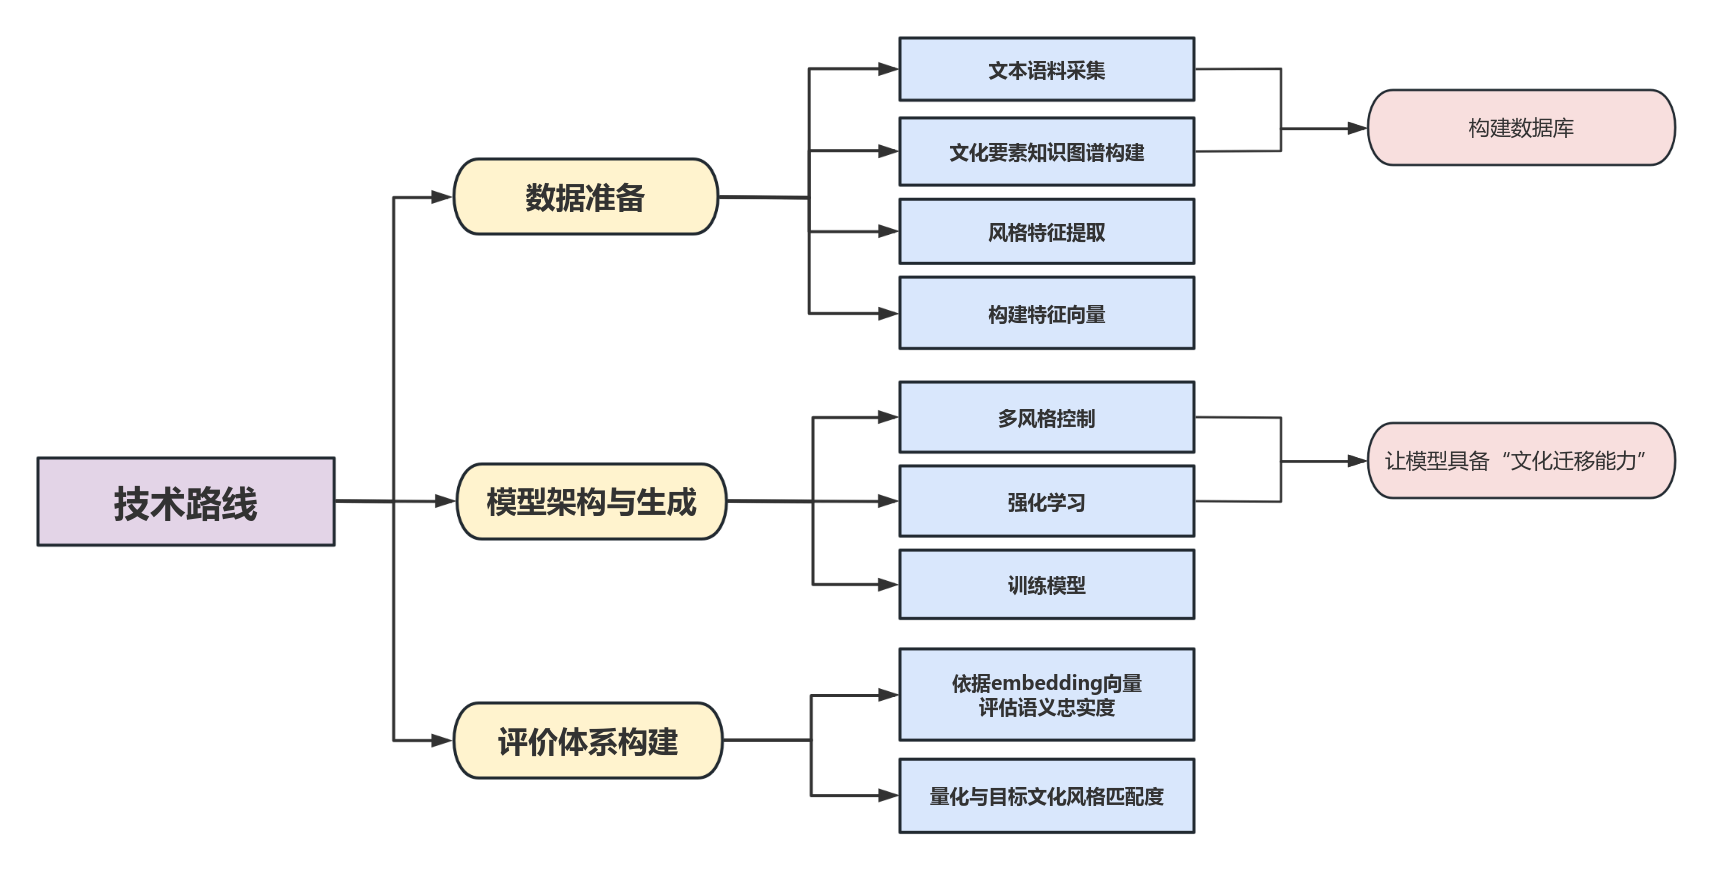 技术路线
数据准备
文本语料采集
文化要素知识图谱构建
风格特征提取
构建特征向量
构建数据库
模型架构与生成
多风格控制
强化学习
训练模型
让模型具备“文化迁移能力”
评价体系构建
依据embedding向量
评估语义忠实度
量化与目标文化风格匹配度